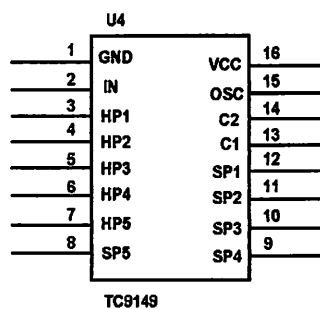 U4
1 GND VCC 16
2 IN OSC 15
3 HP1 C2 14
4 HP2 C1 13
5 HP3 SP1 12
6 HP4 SP2 11
7 HP5 SP3 10
8 SP5 SP4 9
TC9149